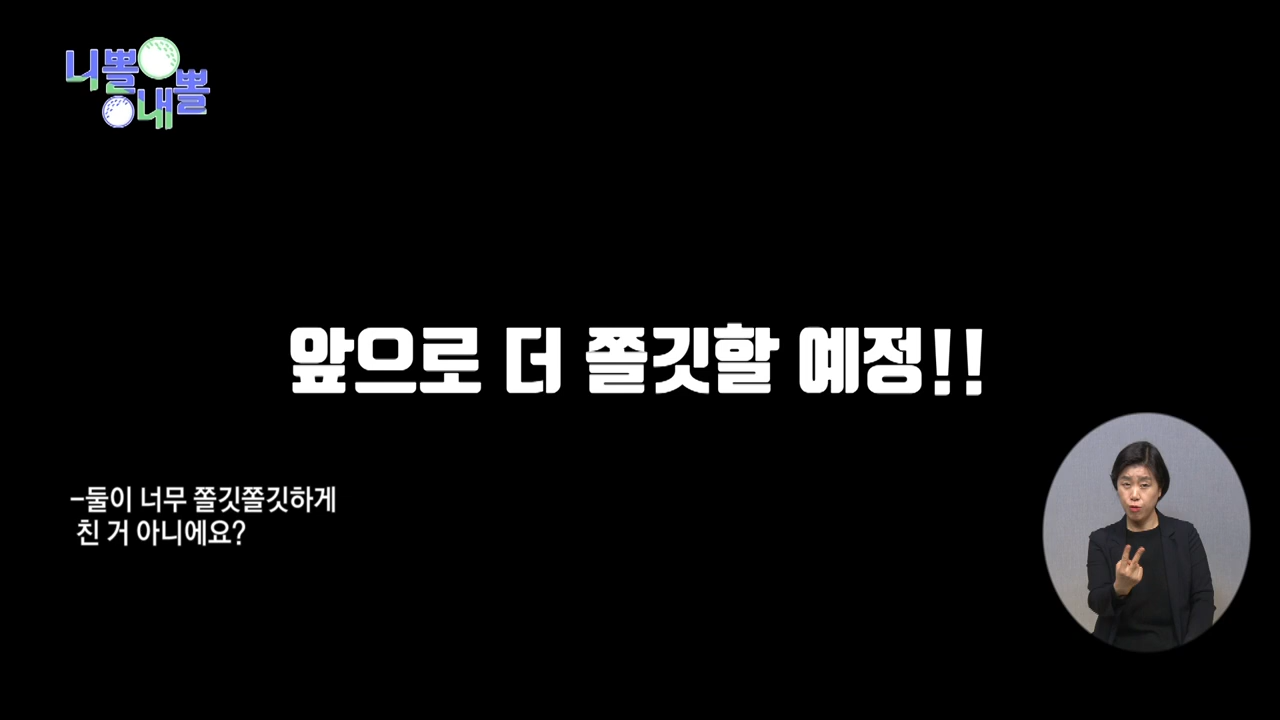 니뽈
내뽈
앞으로 더 쫄깃할 예정!!
-둘이 너무 쫄깃쫄깃하게
친 거 아니에요?